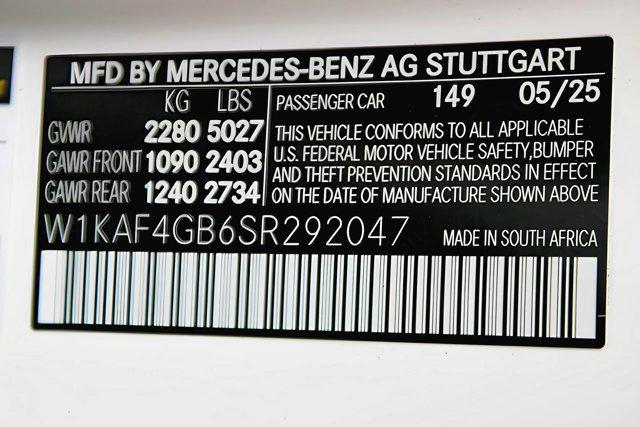 MFD BY MERCEDES-BENZ AG STUTTGART
KG LBS
GVWR 2280 5027
GAWR FRONT 1090 2403
GAWR REAR 1240 2734
PASSENGER CAR 149 05/25
THIS VEHICLE CONFORMS TO ALL APPLICABLE
U.S. FEDERAL MOTOR VEHICLE SAFETY,BUMPER
AND THEFT PREVENTION STANDARDS IN EFFECT
ON THE DATE OF MANUFACTURE SHOWN ABOVE
W1KAF4GB6SR292047
MADE IN SOUTH AFRICA